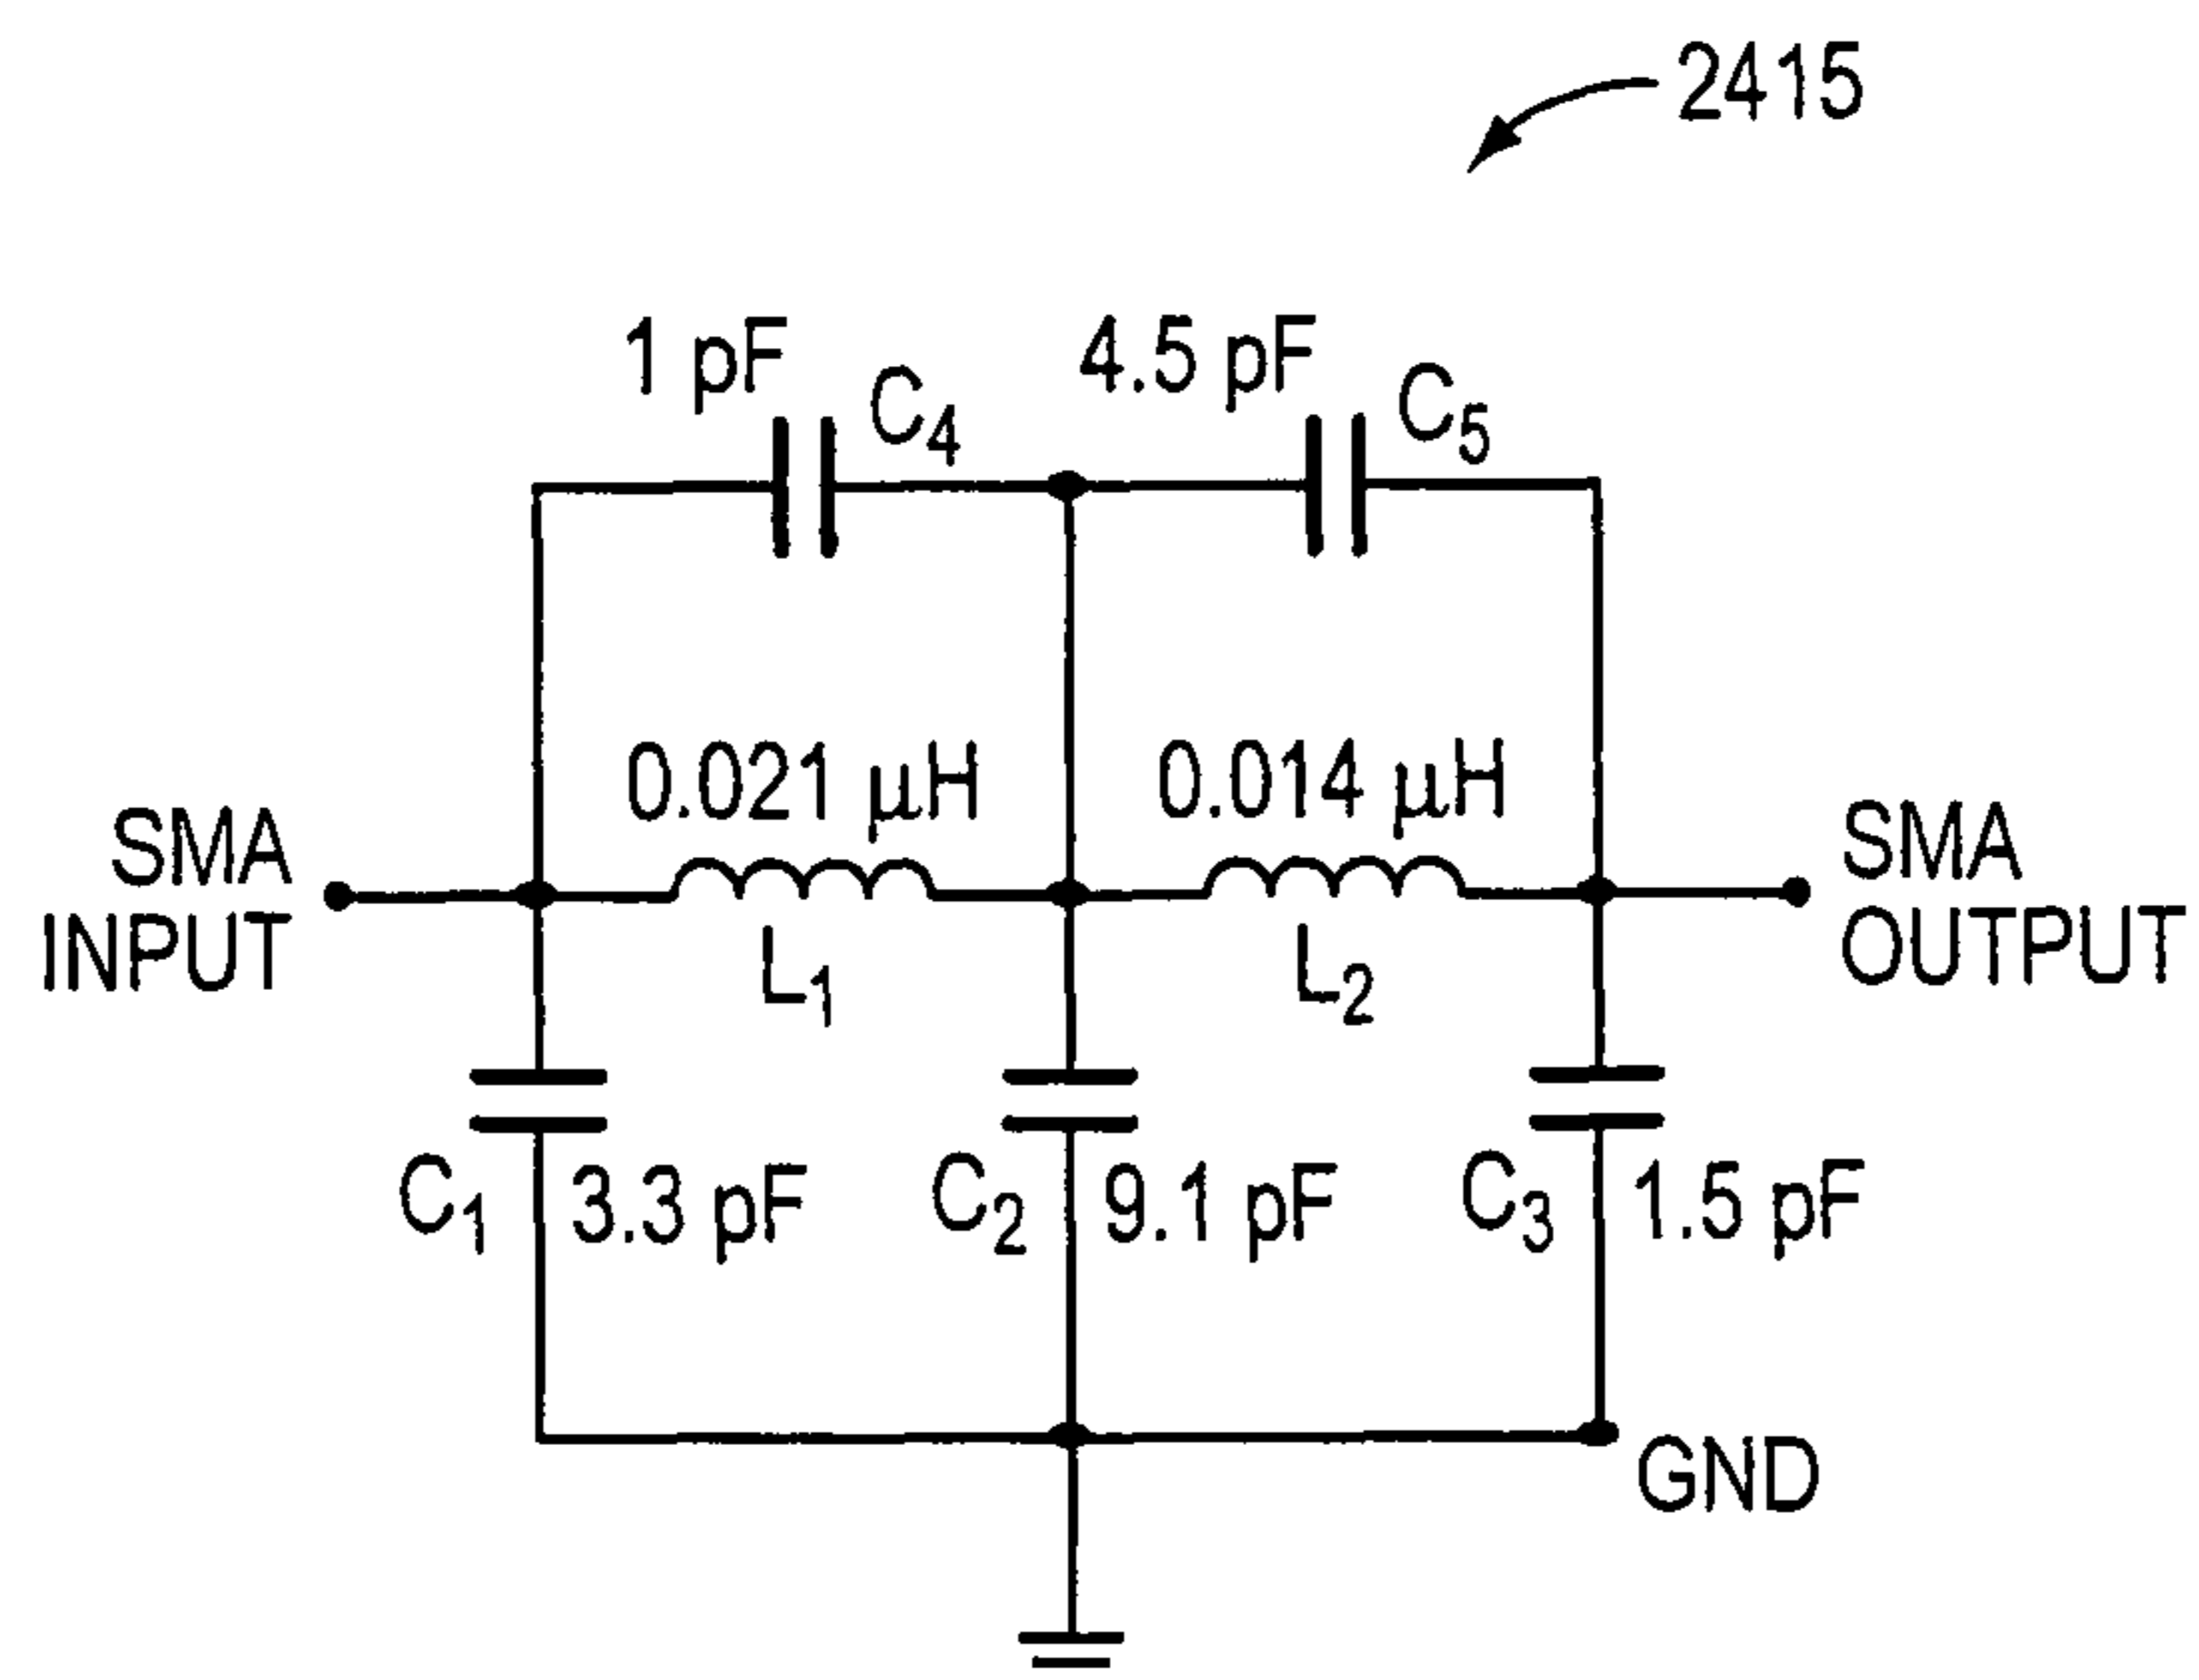 2415
1 pF
C4
4.5 pF
C5
0.021 µH
0.014 µH
SMA
INPUT
SMA
OUTPUT
L1
L2
C1
3.3 pF
C2
9.1 pF
C3
1.5 pF
GND